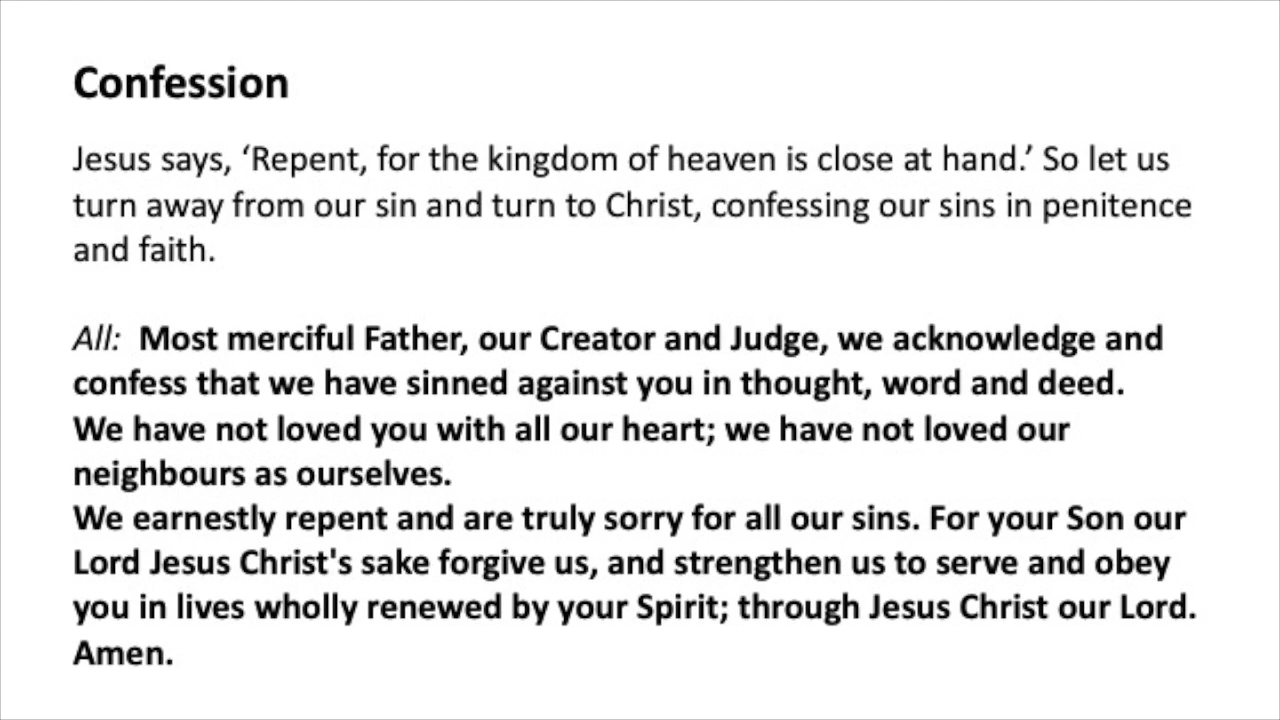 Confession
Jesus says, ‘Repent, for the kingdom of heaven is close at hand.’ So let us
turn away from our sin and turn to Christ, confessing our sins in penitence
and faith.
All: Most merciful Father, our Creator and Judge, we acknowledge and
confess that we have sinned against you in thought, word and deed.
We have not loved you with all our heart; we have not loved our
neighbours as ourselves.
We earnestly repent and are truly sorry for all our sins. For your Son our
Lord Jesus Christ's sake forgive us, and strengthen us to serve and obey
you in lives wholly renewed by your Spirit; through Jesus Christ our Lord.
Amen.